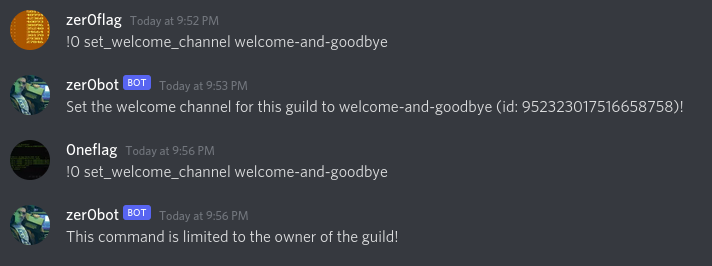 zer0flag Today at 9:52 PM
!0 set_welcome_channel welcome-and-goodbye
zer0bot BOT Today at 9:53 PM
Set the welcome channel for this guild to welcome-and-goodbye (id: 952323017516658758)!
0neflag Today at 9:56 PM
!0 set_welcome_channel welcome-and-goodbye
zer0bot BOT Today at 9:56 PM
This command is limited to the owner of the guild!